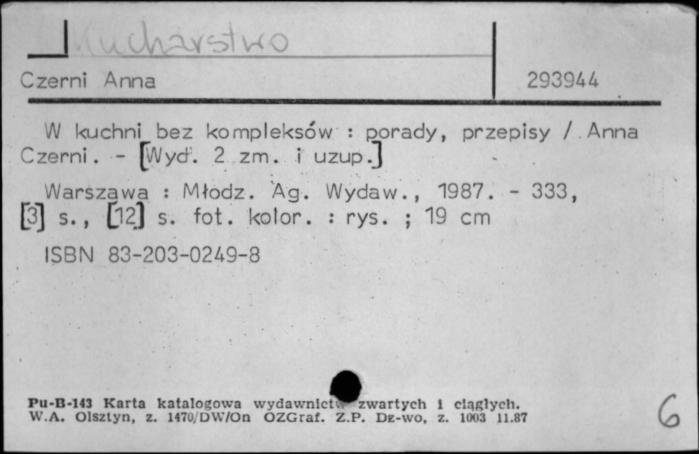 Kucharstwo
Czerni Anna 293944
W kuchni bez kompleksów : porady, przepisy / Anna
Czerni. - [Wyd. 2 zm. i uzup.]
Warszawa : Młodz. Ag. Wydaw., 1987. - 333,
[3] s., [12] s. fot. kolor. : rys. ; 19 cm
ISBN 83-203-0249-8
Pu-B-143 Karta katalogowa wydawnictw zwartych i ciągłych.
W.A. Olsztyn, z. 1470/DW/On OZGraf. Z.P. Dz-wo, z. 1003 11.87
6